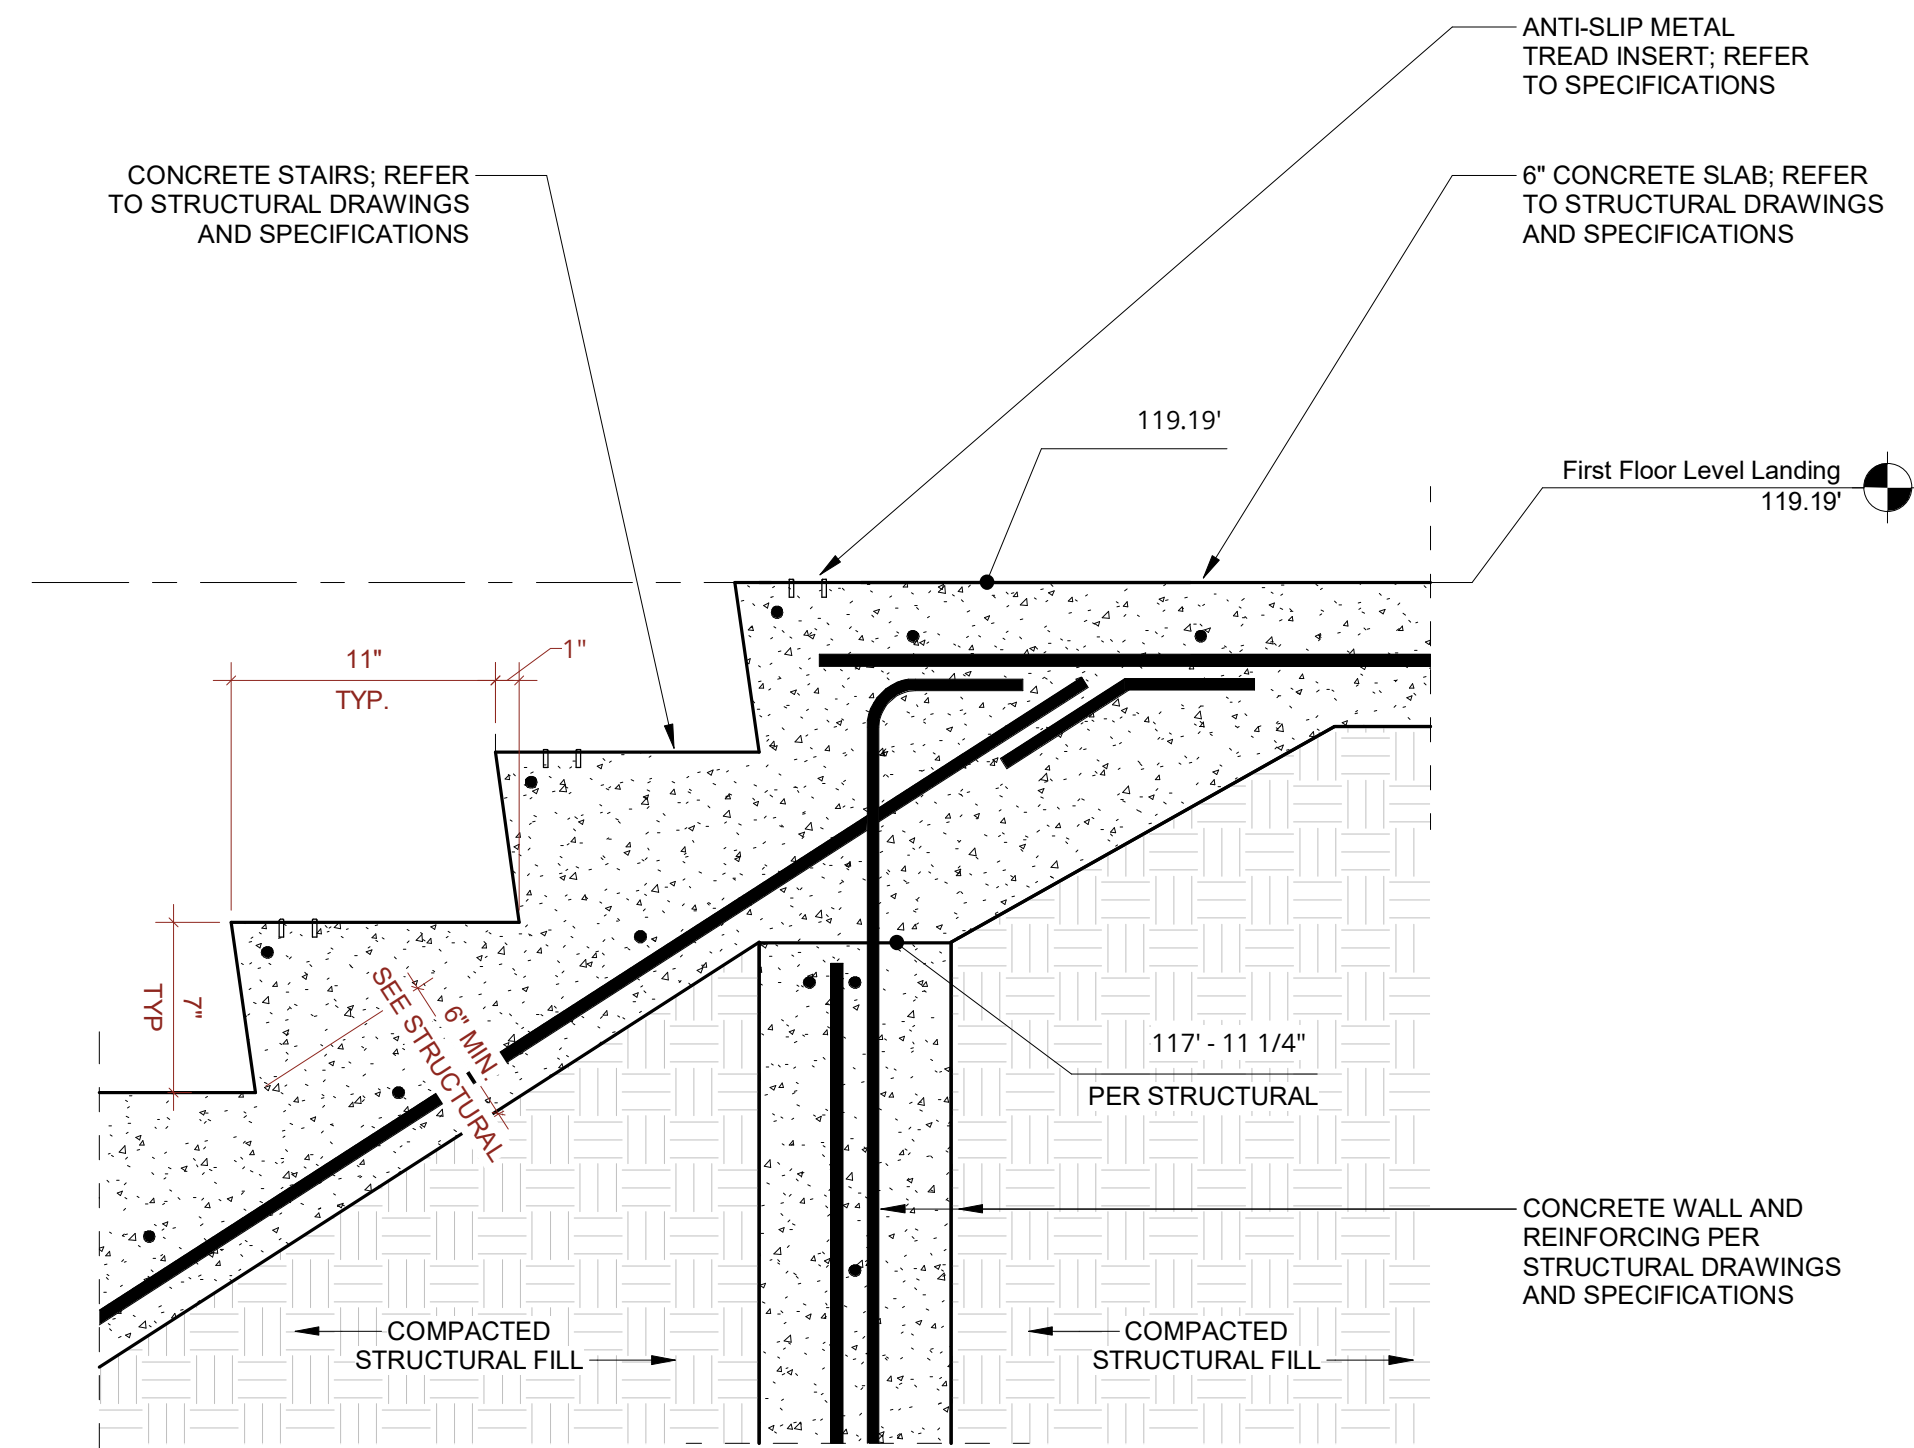 ANTI-SLIP METAL
TREAD INSERT; REFER
TO SPECIFICATIONS
CONCRETE STAIRS; REFER
TO STRUCTURAL DRAWINGS
AND SPECIFICATIONS
6" CONCRETE SLAB; REFER
TO STRUCTURAL DRAWINGS
AND SPECIFICATIONS
119.19'
First Floor Level Landing
119.19'
11"
TYP.
1"
7"
TYP
6" MIN.
SEE STRUCTURAL
117' - 11 1/4"
PER STRUCTURAL
CONCRETE WALL AND
REINFORCING PER
STRUCTURAL DRAWINGS
AND SPECIFICATIONS
COMPACTED
STRUCTURAL FILL
COMPACTED
STRUCTURAL FILL